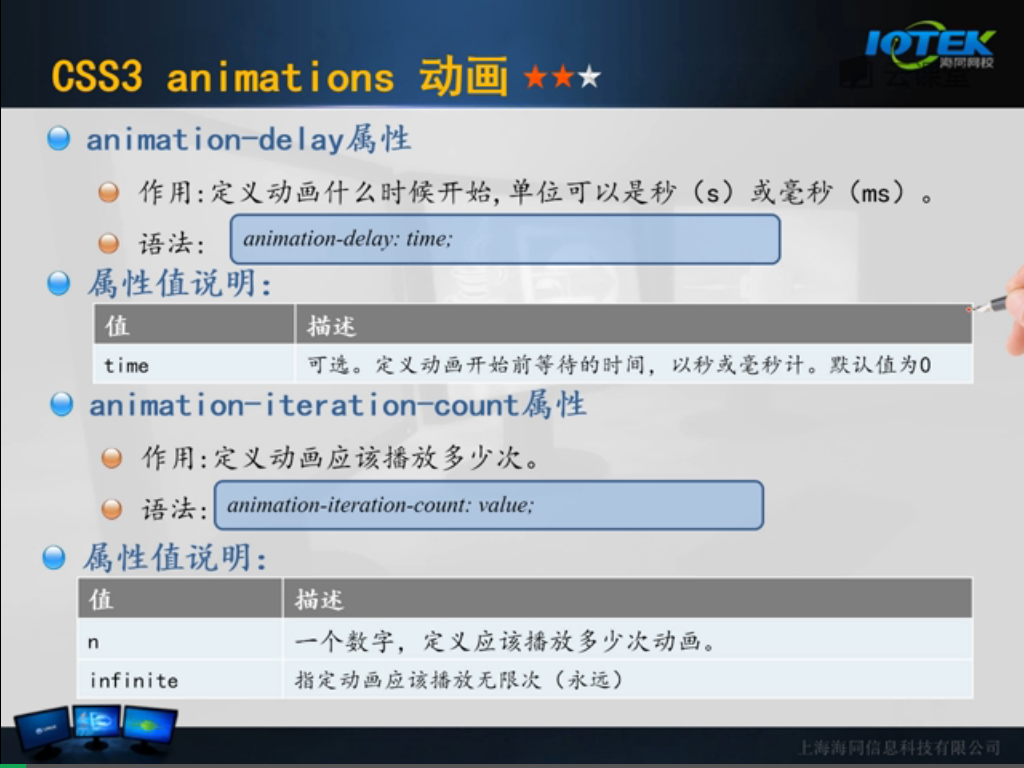 IOTEK
海同网校
云课堂
CSS3 animations 动画
animation-delay属性
作用:定义动画什么时候开始,单位可以是秒（s）或毫秒（ms）。
语法：
animation-delay: time;
属性值说明：
值 描述
time 可选。定义动画开始前等待的时间，以秒或毫秒计。默认值为0
animation-iteration-count属性
作用:定义动画应该播放多少次。
语法：
animation-iteration-count: value;
属性值说明：
值 描述
n 一个数字，定义应该播放多少次动画。
infinite 指定动画应该播放无限次（永远）
上海海同信息科技有限公司